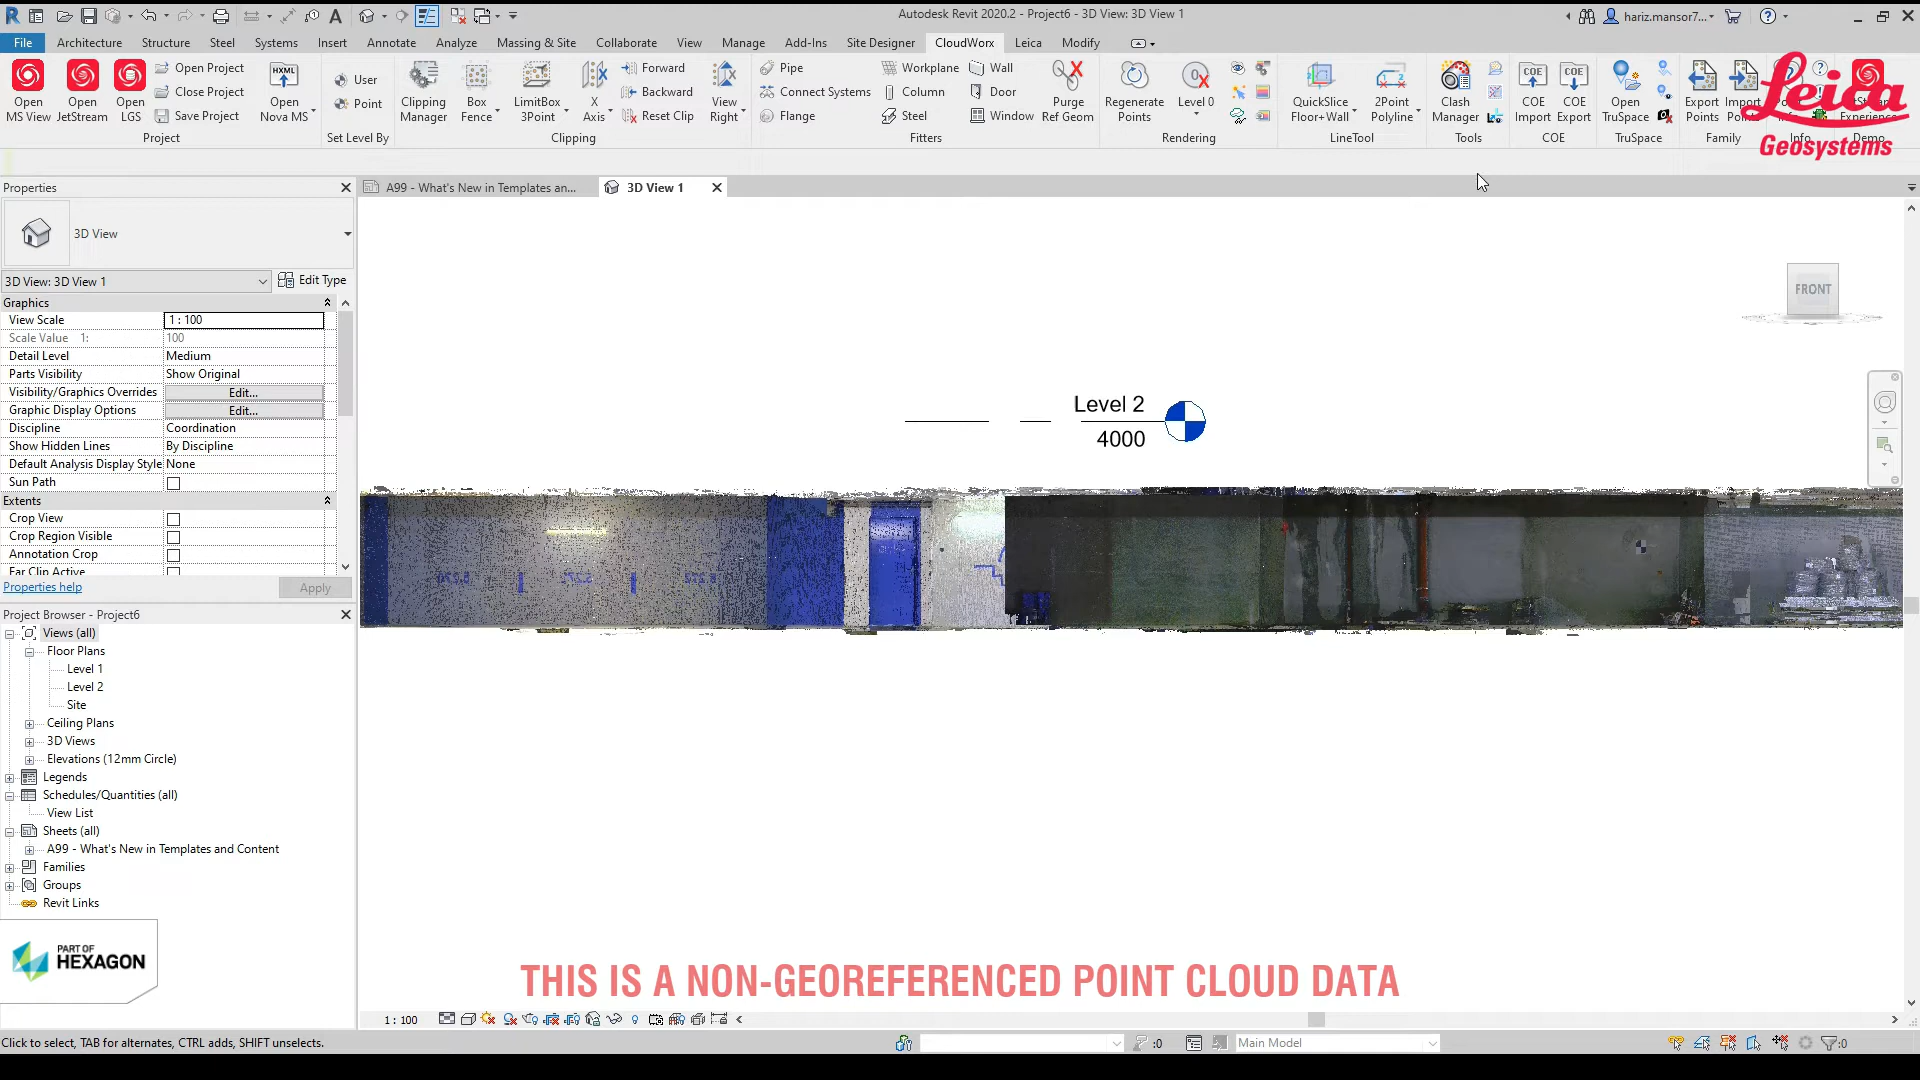 Autodesk Revit 2020.2 - Project6 - 3D View: 3D View 1
hariz.mansor7...
File Architecture Structure Steel Systems Insert Annotate Analyze Massing & Site Collaborate View Manage Add-Ins Site Designer CloudWorx Leica Modify
Open MS View
Open JetStream
Open LGS
Open Project
Close Project
Save Project
Open Nova MS
Project
User
Point
Set Level By
Clipping Manager
Box Fence
LimitBox 3Point
X Axis
Forward
Backward
Reset Clip
View Right
Clipping
Pipe
Connect Systems
Flange
Workplane
Column
Steel
Wall
Door
Window
Purge Ref Geom
Fitters
Regenerate Points
Level 0
Rendering
QuickSlice Floor+Wall
2Point Polyline
LineTool
Clash Manager
Tools
COE Import
COE Export
COE
Open TruSpace
TruSpace
Export Points
Import
Family
Info
Experience
Demo
Leica
Geosystems
Properties
A99 - What's New in Templates an...
3D View 1
3D View
3D View: 3D View 1
Edit Type
Graphics
View Scale 1 : 100
Scale Value 1: 100
Detail Level Medium
Parts Visibility Show Original
Visibility/Graphics Overrides Edit...
Graphic Display Options Edit...
Discipline Coordination
Show Hidden Lines By Discipline
Default Analysis Display Style None
Sun Path
Extents
Crop View
Crop Region Visible
Annotation Crop
Far Clip Active
Properties help
Apply
FRONT
Level 2
4000
Project Browser - Project6
Views (all)
Floor Plans
Level 1
Level 2
Site
Ceiling Plans
3D Views
Elevations (12mm Circle)
Legends
Schedules/Quantities (all)
View List
Sheets (all)
A99 - What's New in Templates and Content
Families
Groups
Revit Links
PART OF
HEXAGON
THIS IS A NON-GEOREFERENCED POINT CLOUD DATA
1 : 100
Click to select, TAB for alternates, CTRL adds, SHIFT unselects.
:0
Main Model
:0